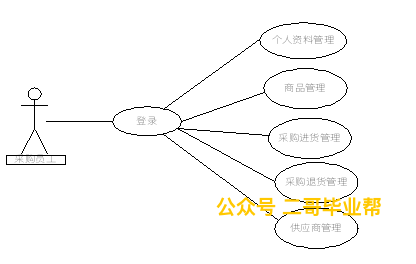 个人资料管理
商品管理
登录
采购进货管理
采购员工
采购退货管理
公众号 二哥毕业帮
供应商管理